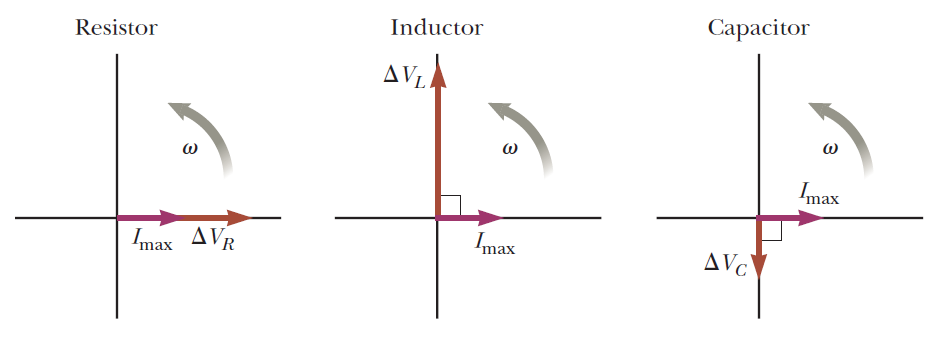 Resistor
Inductor
Capacitor
ω
I_max
ΔV_R
ΔV_L
ω
I_max
ω
I_max
ΔV_C